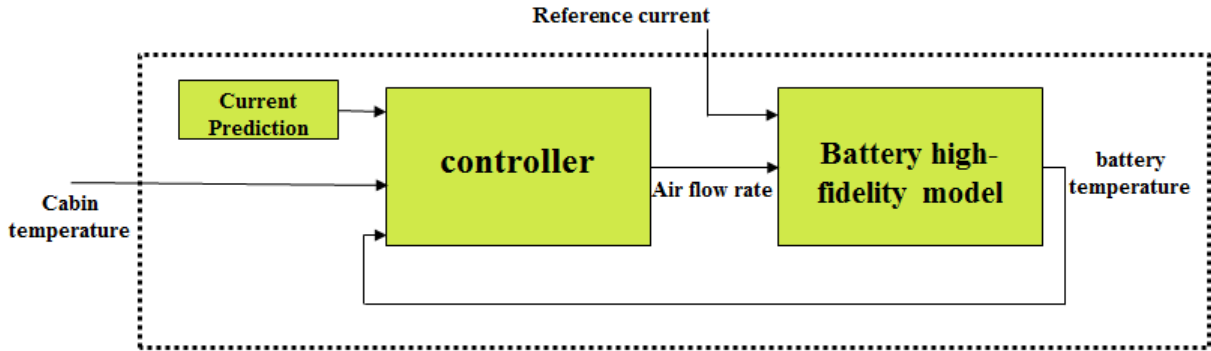 Reference current
Current
Prediction
controller
Battery high-
fidelity model
battery
temperature
Air flow rate
Cabin
temperature